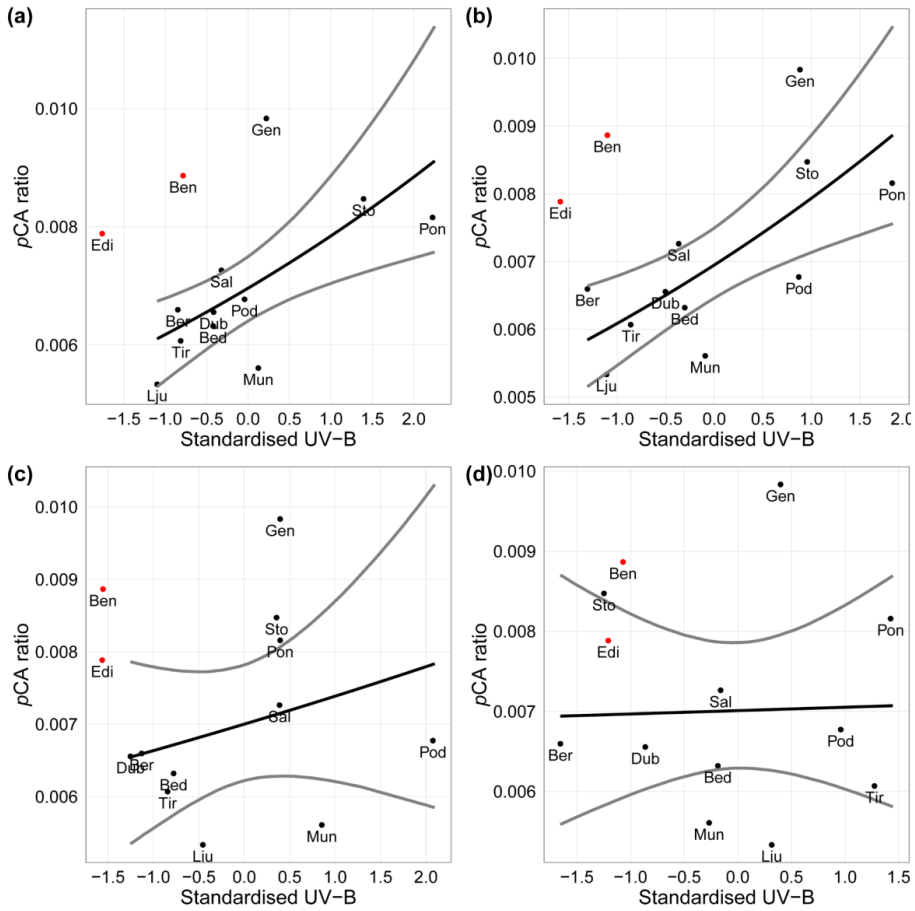 (a)
0.010
0.008
0.006
pCA ratio
Gen
Ben
Edi
Sto
Pon
Sal
Pod
Ber
Dub
Bed
Tir
Mun
Lju
−1.5 −1.0 −0.5 0.0 0.5 1.0 1.5 2.0
Standardised UV−B
(b)
0.010
0.009
0.008
0.007
0.006
0.005
pCA ratio
Gen
Ben
Sto
Edi
Pon
Sal
Pod
Ber
Dub
Bed
Tir
Mun
Lju
−1.5 −1.0 −0.5 0.0 0.5 1.0 1.5 2.0
Standardised UV−B
(c)
0.010
0.009
0.008
0.007
0.006
pCA ratio
Gen
Ben
Sto
Pon
Edi
Sal
Pod
Dub
Ber
Bed
Tir
Mun
Liu
−1.5 −1.0 −0.5 0.0 0.5 1.0 1.5 2.0
Standardised UV−B
(d)
0.010
0.009
0.008
0.007
0.006
pCA ratio
Gen
Ben
Sto
Pon
Edi
Sal
Pod
Ber
Dub
Bed
Tir
Mun
Liu
−1.5 −1.0 −0.5 0.0 0.5 1.0 1.5
Standardised UV−B